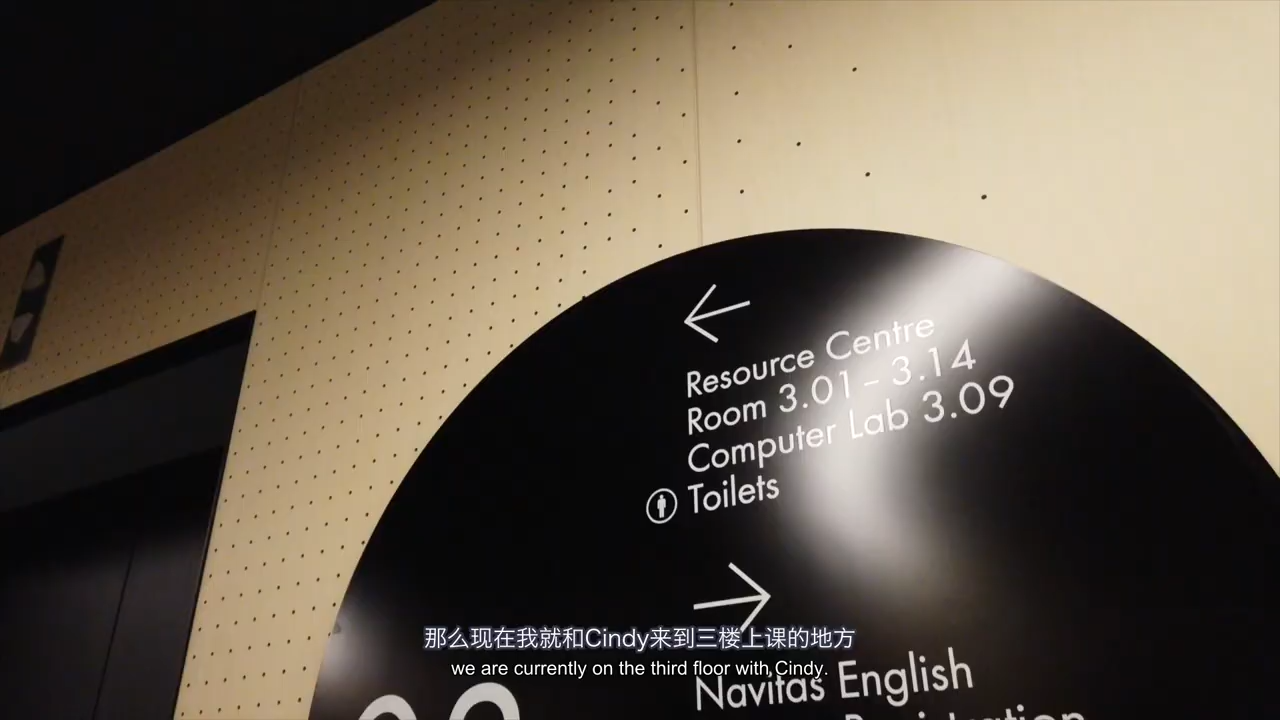 Resource Centre
Room 3.01 – 3.14
Computer Lab 3.09
Toilets
那么现在我就和Cindy来到三楼上课的地方
we are currently on the third floor with Cindy.
Navitas English
Registration